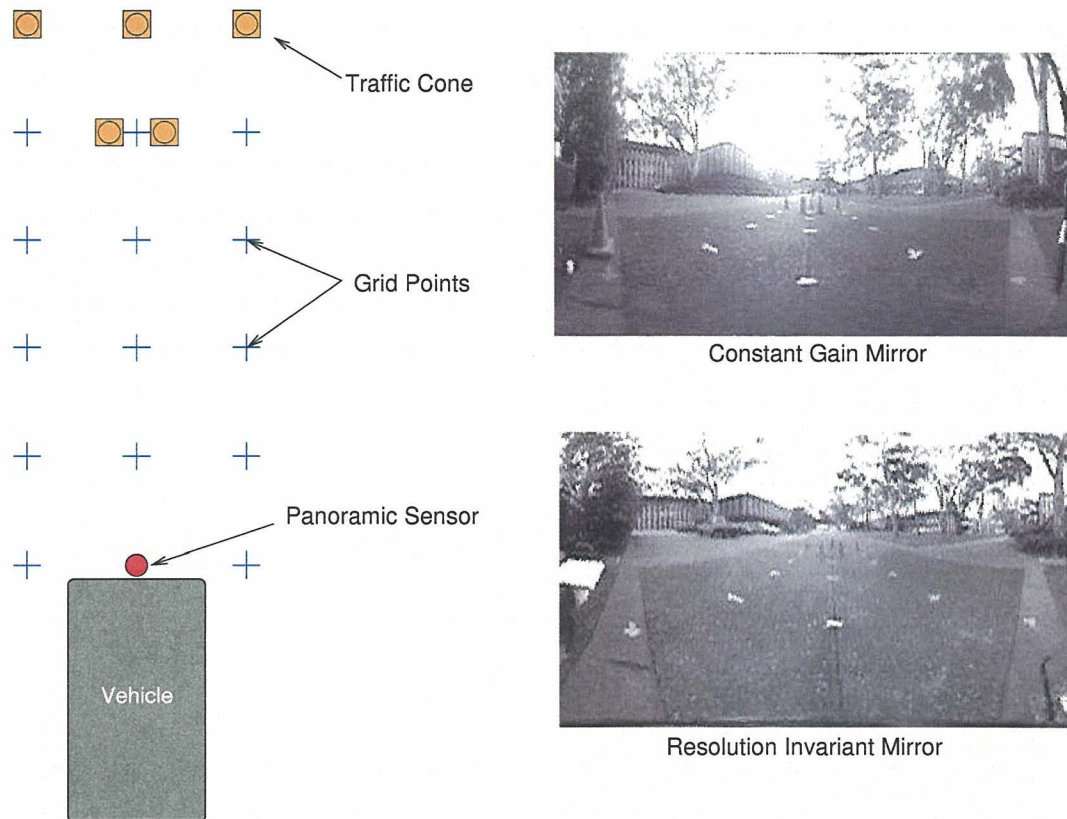 Traffic Cone
Grid Points
Constant Gain Mirror
Panoramic Sensor
Vehicle
Resolution Invariant Mirror